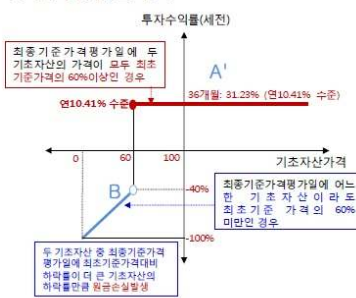 투자수익률(세전)
최종기준가격평가일에 두
기초자산의 가격이 모두 최초
기준가격의 60%이상인 경우
A'
36개월: 31.23% (연10.41% 수준)
연10.41% 수준
0
60
100
기초자산가격
B
-40%
최종기준가격평가일에 어느
한 기초자산이라도
최초기준 가격의 60%
미만인 경우
-100%
두 기초자산 중 최종기준가격
평가일에 최초기준가격대비
하락률이 더 큰 기초자산의
하락률만큼 원금손실발생